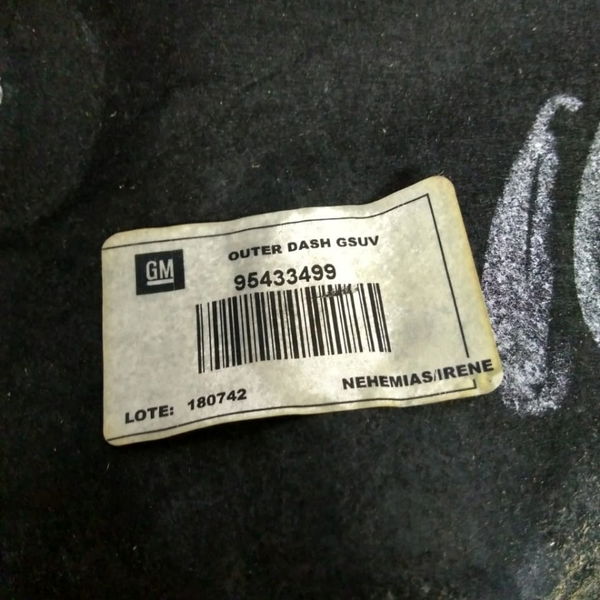 GM
OUTER DASH GSUV
95433499
NEHEMIAS/IRENE
LOTE: 180742